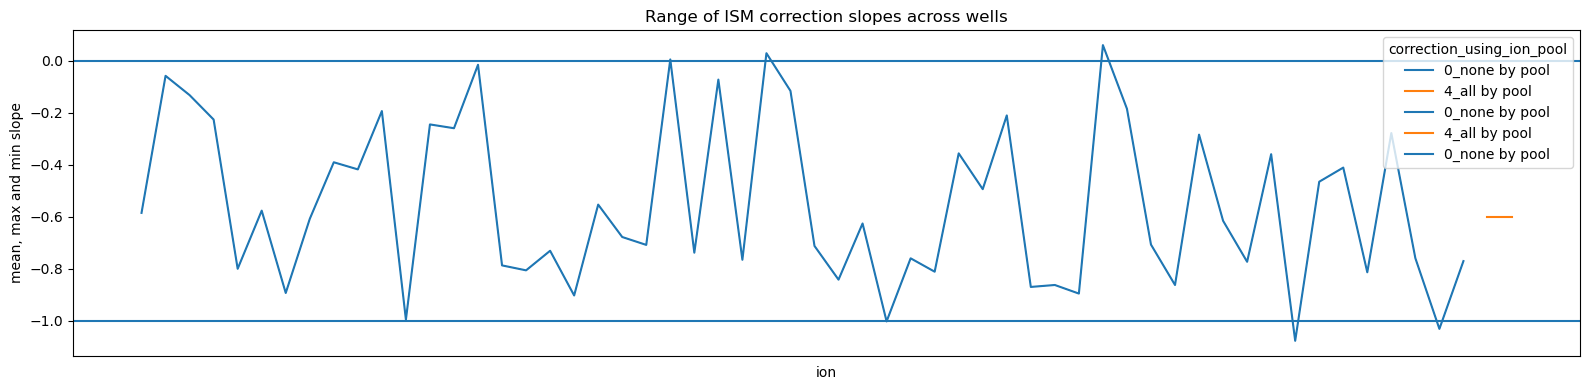 Range of ISM correction slopes across wells
correction_using_ion_pool
0_none by pool
4_all by pool
0_none by pool
4_all by pool
0_none by pool
mean, max and min slope
0.0
−0.2
−0.4
−0.6
−0.8
−1.0
ion